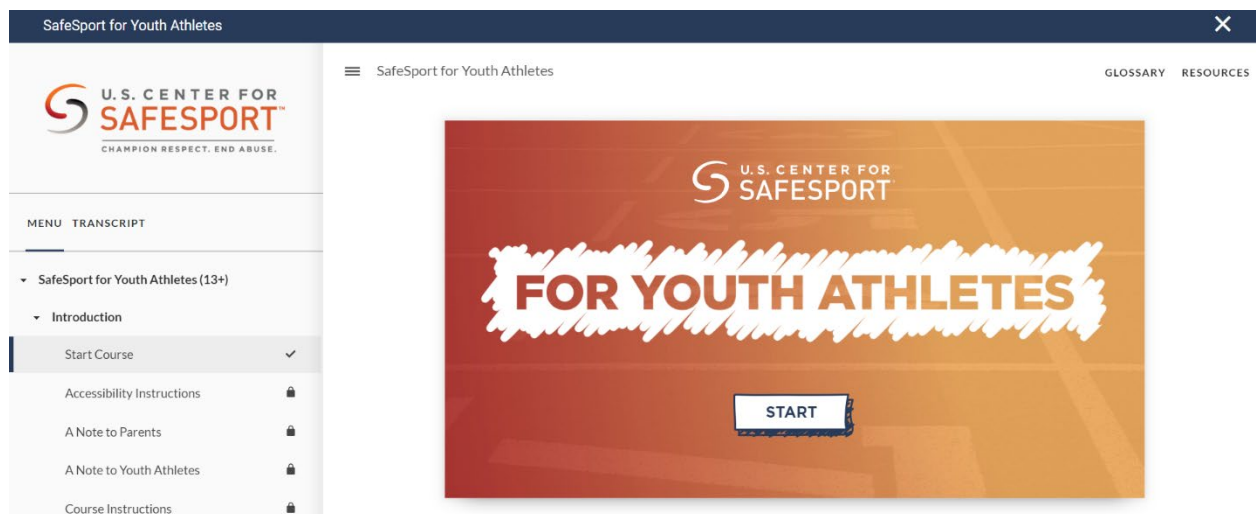 SafeSport for Youth Athletes
U.S. CENTER FOR
SAFESPORT™
CHAMPION RESPECT. END ABUSE.
MENU TRANSCRIPT
SafeSport for Youth Athletes (13+)
Introduction
Start Course
Accessibility Instructions
A Note to Parents
A Note to Youth Athletes
Course Instructions
SafeSport for Youth Athletes
GLOSSARY RESOURCES
U.S. CENTER FOR
SAFESPORT
FOR YOUTH ATHLETES
START